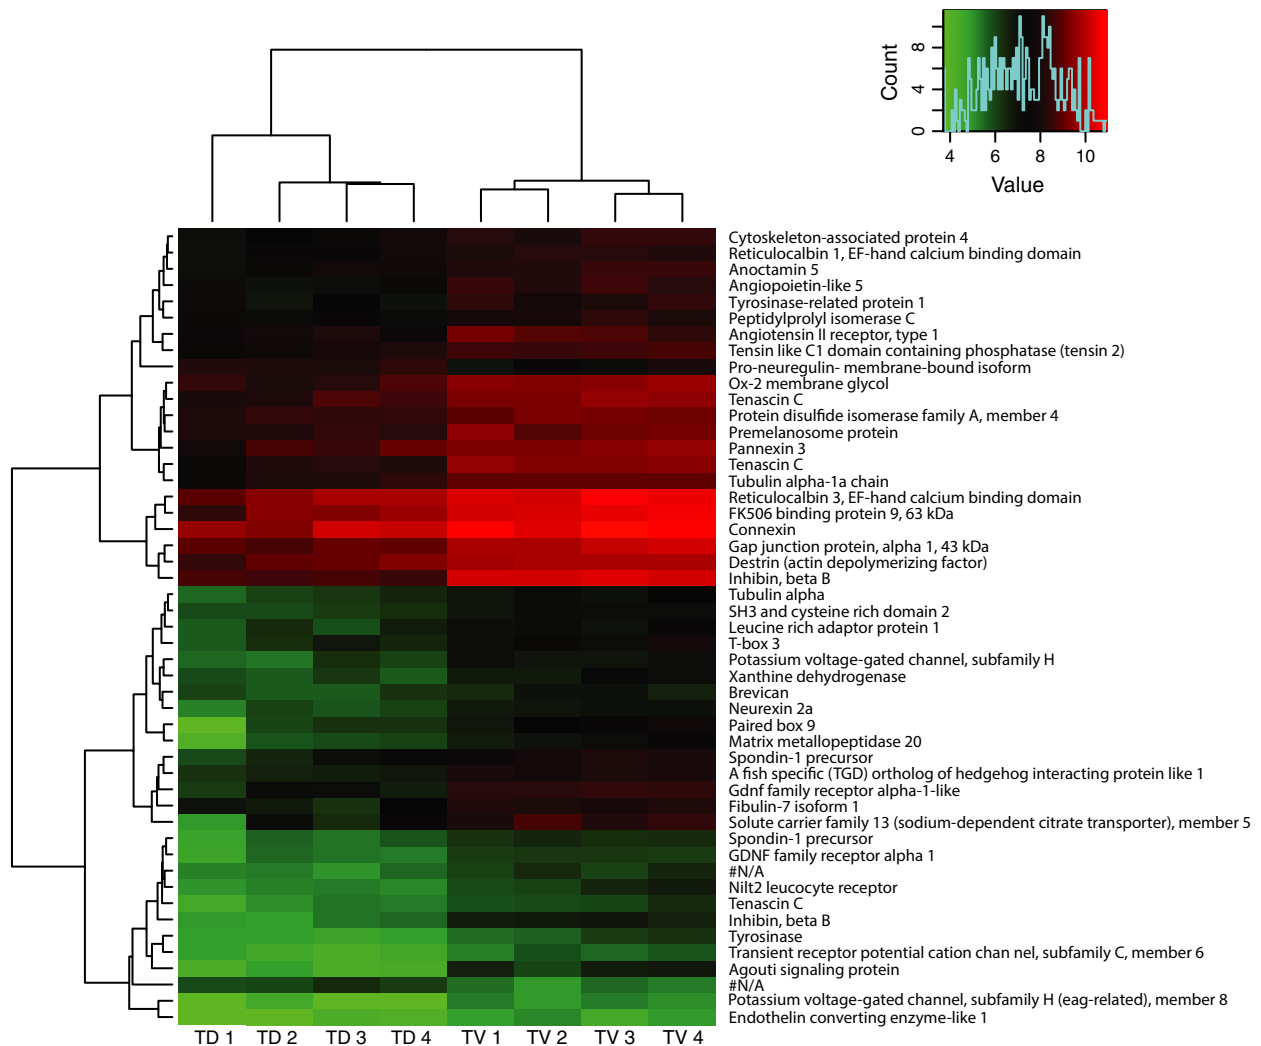 Count
0
4
8
4
6
8
10
Value
Cytoskeleton-associated protein 4
Reticulocalbin 1, EF-hand calcium binding domain
Anoctamin 5
Angiopoietin-like 5
Tyrosinase-related protein 1
Peptidylprolyl isomerase C
Angiotensin II receptor, type 1
Tensin like C1 domain containing phosphatase (tensin 2)
Pro-neuregulin- membrane-bound isoform
Ox-2 membrane glycol
Tenascin C
Protein disulfide isomerase family A, member 4
Premelanosome protein
Pannexin 3
Tenascin C
Tubulin alpha-1a chain
Reticulocalbin 3, EF-hand calcium binding domain
FK506 binding protein 9, 63 kDa
Connexin
Gap junction protein, alpha 1, 43 kDa
Destrin (actin depolymerizing factor)
Inhibin, beta B
Tubulin alpha
SH3 and cysteine rich domain 2
Leucine rich adaptor protein 1
T-box 3
Potassium voltage-gated channel, subfamily H
Xanthine dehydrogenase
Brevican
Neurexin 2a
Paired box 9
Matrix metallopeptidase 20
Spondin-1 precursor
A fish specific (TGD) ortholog of hedgehog interacting protein like 1
Gdnf family receptor alpha-1-like
Fibulin-7 isoform 1
Solute carrier family 13 (sodium-dependent citrate transporter), member 5
Spondin-1 precursor
GDNF family receptor alpha 1
#N/A
Nilt2 leucocyte receptor
Tenascin C
Inhibin, beta B
Tyrosinase
Transient receptor potential cation chan nel, subfamily C, member 6
Agouti signaling protein
#N/A
Potassium voltage-gated channel, subfamily H (eag-related), member 8
Endothelin converting enzyme-like 1
TD 1 TD 2 TD 3 TD 4 TV 1 TV 2 TV 3 TV 4